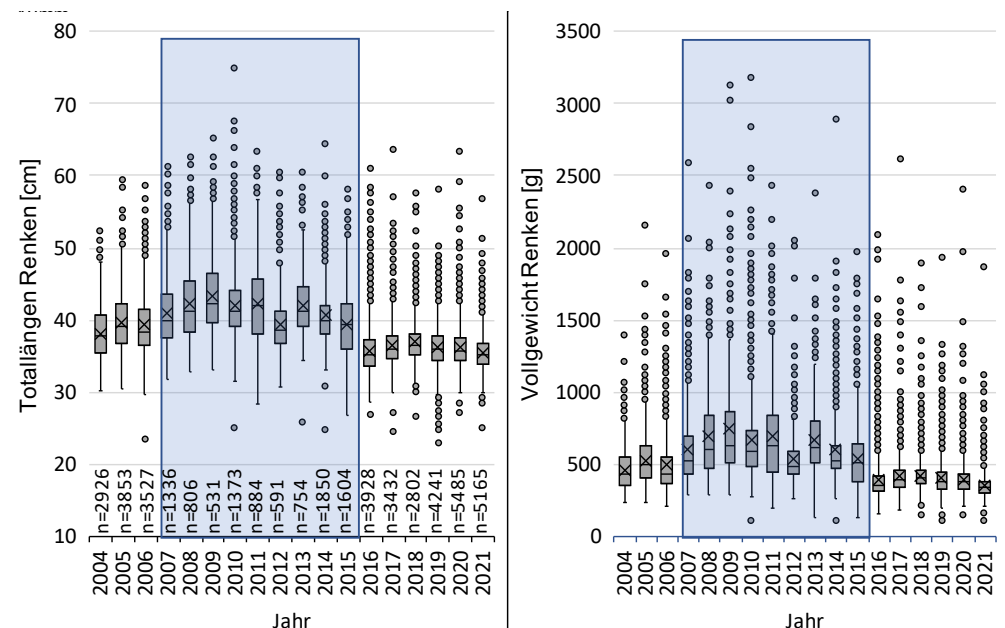 80
70
60
50
40
30
20
10
Totallängen Renken [cm]
n=2926
n=3853
n=3527
n=1336
n=806
n=531
n=1373
n=884
n=591
n=754
n=1850
n=1604
n=3928
n=3432
n=2802
n=4241
n=5485
n=5165
2004
2005
2006
2007
2008
2009
2010
2011
2012
2013
2014
2015
2016
2017
2018
2019
2020
2021
Jahr
3500
3000
2500
2000
1500
1000
500
0
Vollgewicht Renken [g]
2004
2005
2006
2007
2008
2009
2010
2011
2012
2013
2014
2015
2016
2017
2018
2019
2020
2021
Jahr